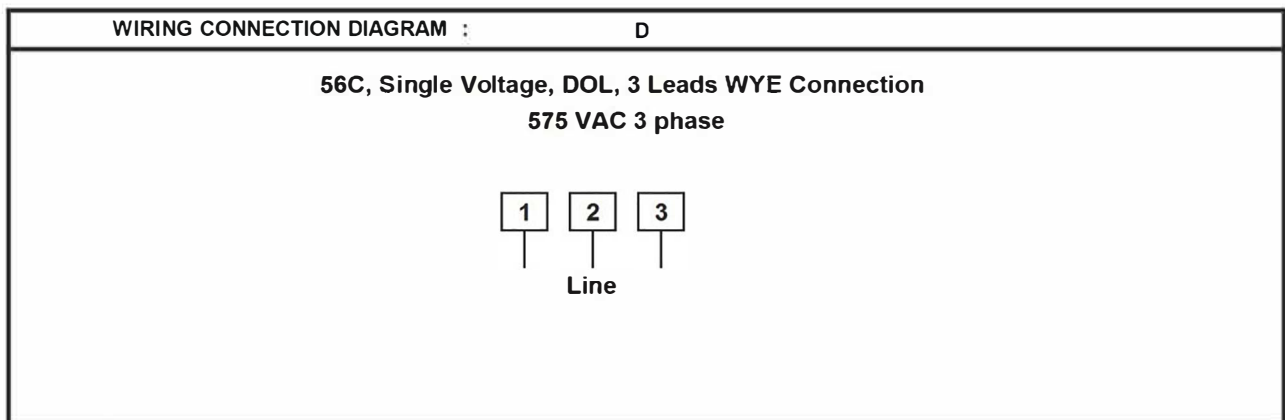 WIRING CONNECTION DIAGRAM : D
56C, Single Voltage, DOL, 3 Leads WYE Connection
575 VAC 3 phase
1 2 3
Line